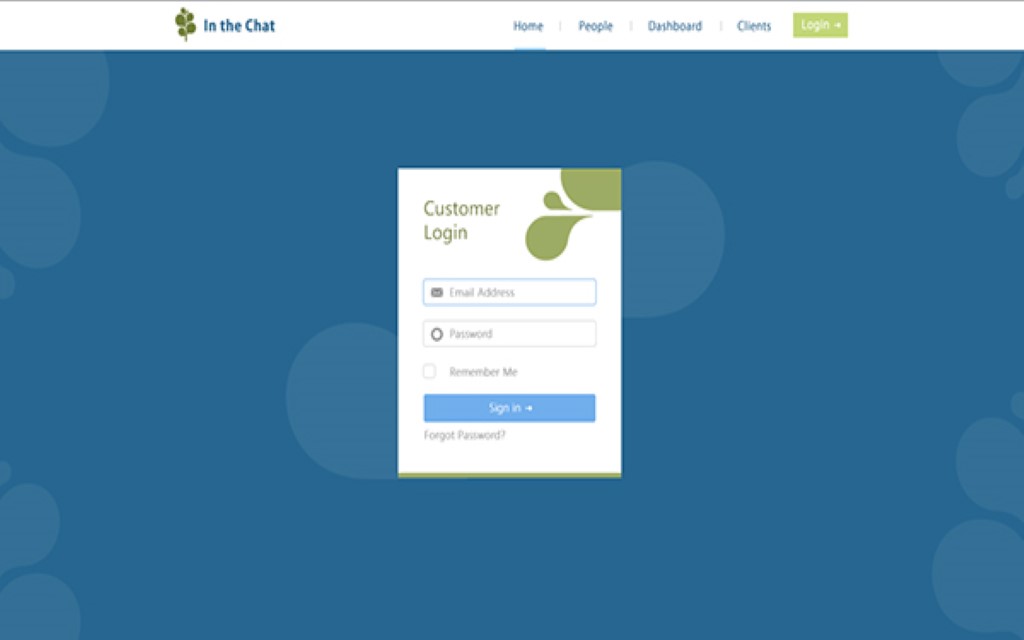 In the Chat
Home People Dashboard Clients Login
Customer
Login
Email Address
Password
Remember Me
Sign in
Forgot Password?